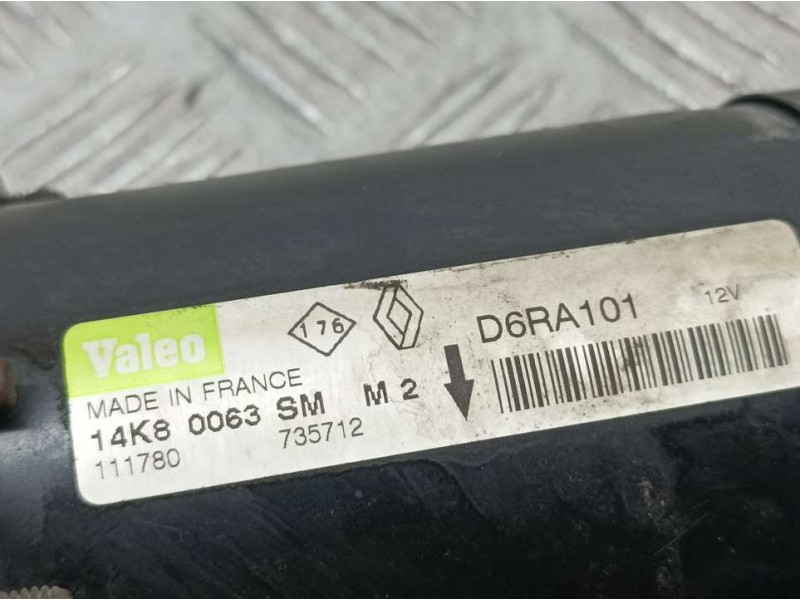 Valeo
176
D6RA101
12V
MADE IN FRANCE
14K8 0063 SM M 2
111780
735712